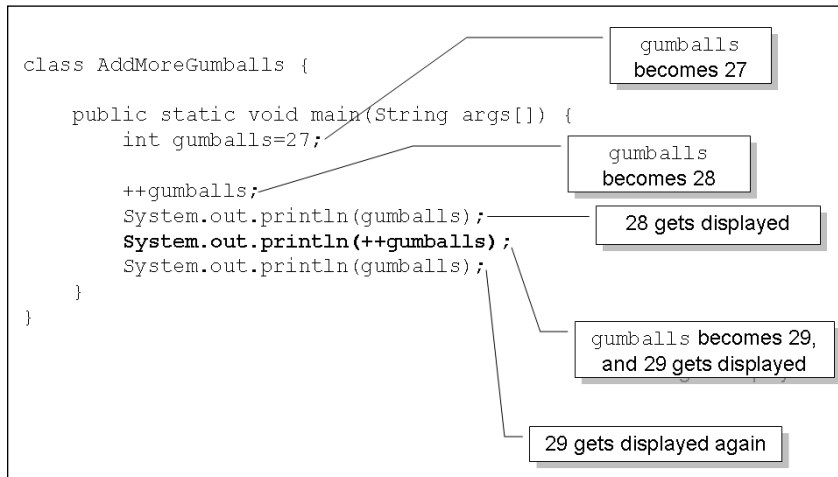 class AddMoreGumballs {
public static void main(String args[]) {
int gumballs=27;
++gumballs;
System.out.println(gumballs);
System.out.println(++gumballs);
System.out.println(gumballs);
}
}
gumballs
becomes 27
gumballs
becomes 28
28 gets displayed
gumballs becomes 29,
and 29 gets displayed
29 gets displayed again